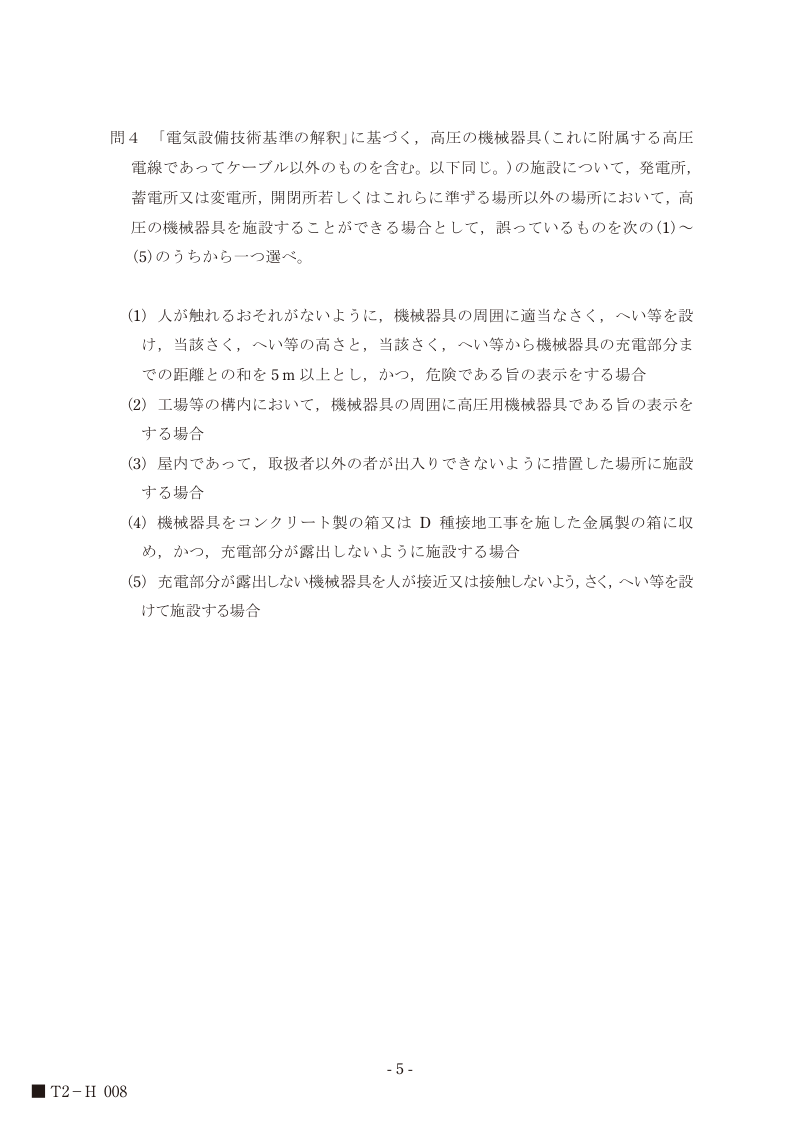 問４　「電気設備技術基準の解釈」に基づく，高圧の機械器具（これに附属する高圧
電線であってケーブル以外のものを含む。以下同じ。）の施設について，発電所，
蓄電所又は変電所，開閉所若しくはこれらに準ずる場所以外の場所において，高
圧の機械器具を施設することができる場合として，誤っているものを次の（1）～
（5）のうちから一つ選べ。
（1）人が触れるおそれがないように，機械器具の周囲に適当なさく，へい等を設
け，当該さく，へい等の高さと，当該さく，へい等から機械器具の充電部分ま
での距離との和を 5 m 以上とし，かつ，危険である旨の表示をする場合
（2）工場等の構内において，機械器具の周囲に高圧用機械器具である旨の表示を
する場合
（3）屋内であって，取扱者以外の者が出入りできないように措置した場所に施設
する場合
（4）機械器具をコンクリート製の箱又は D 種接地工事を施した金属製の箱に収
め，かつ，充電部分が露出しないように施設する場合
（5）充電部分が露出しない機械器具を人が接近又は接触しないよう，さく，へい等を設
けて施設する場合
- 5 -
■ T2－H 008